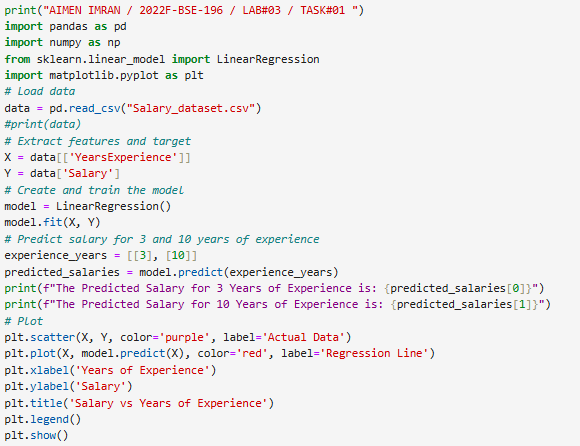 print("AIMEN IMRAN / 2022F-BSE-196 / LAB#03 / TASK#01 ")
import pandas as pd
import numpy as np
from sklearn.linear_model import LinearRegression
import matplotlib.pyplot as plt
# Load data
data = pd.read_csv("Salary_dataset.csv")
#print(data)
# Extract features and target
X = data[['YearsExperience']]
Y = data['Salary']
# Create and train the model
model = LinearRegression()
model.fit(X, Y)
# Predict salary for 3 and 10 years of experience
experience_years = [[3], [10]]
predicted_salaries = model.predict(experience_years)
print(f"The Predicted Salary for 3 Years of Experience is: {predicted_salaries[0]}")
print(f"The Predicted Salary for 10 Years of Experience is: {predicted_salaries[1]}")
# Plot
plt.scatter(X, Y, color='purple', label='Actual Data')
plt.plot(X, model.predict(X), color='red', label='Regression Line')
plt.xlabel('Years of Experience')
plt.ylabel('Salary')
plt.title('Salary vs Years of Experience')
plt.legend()
plt.show()